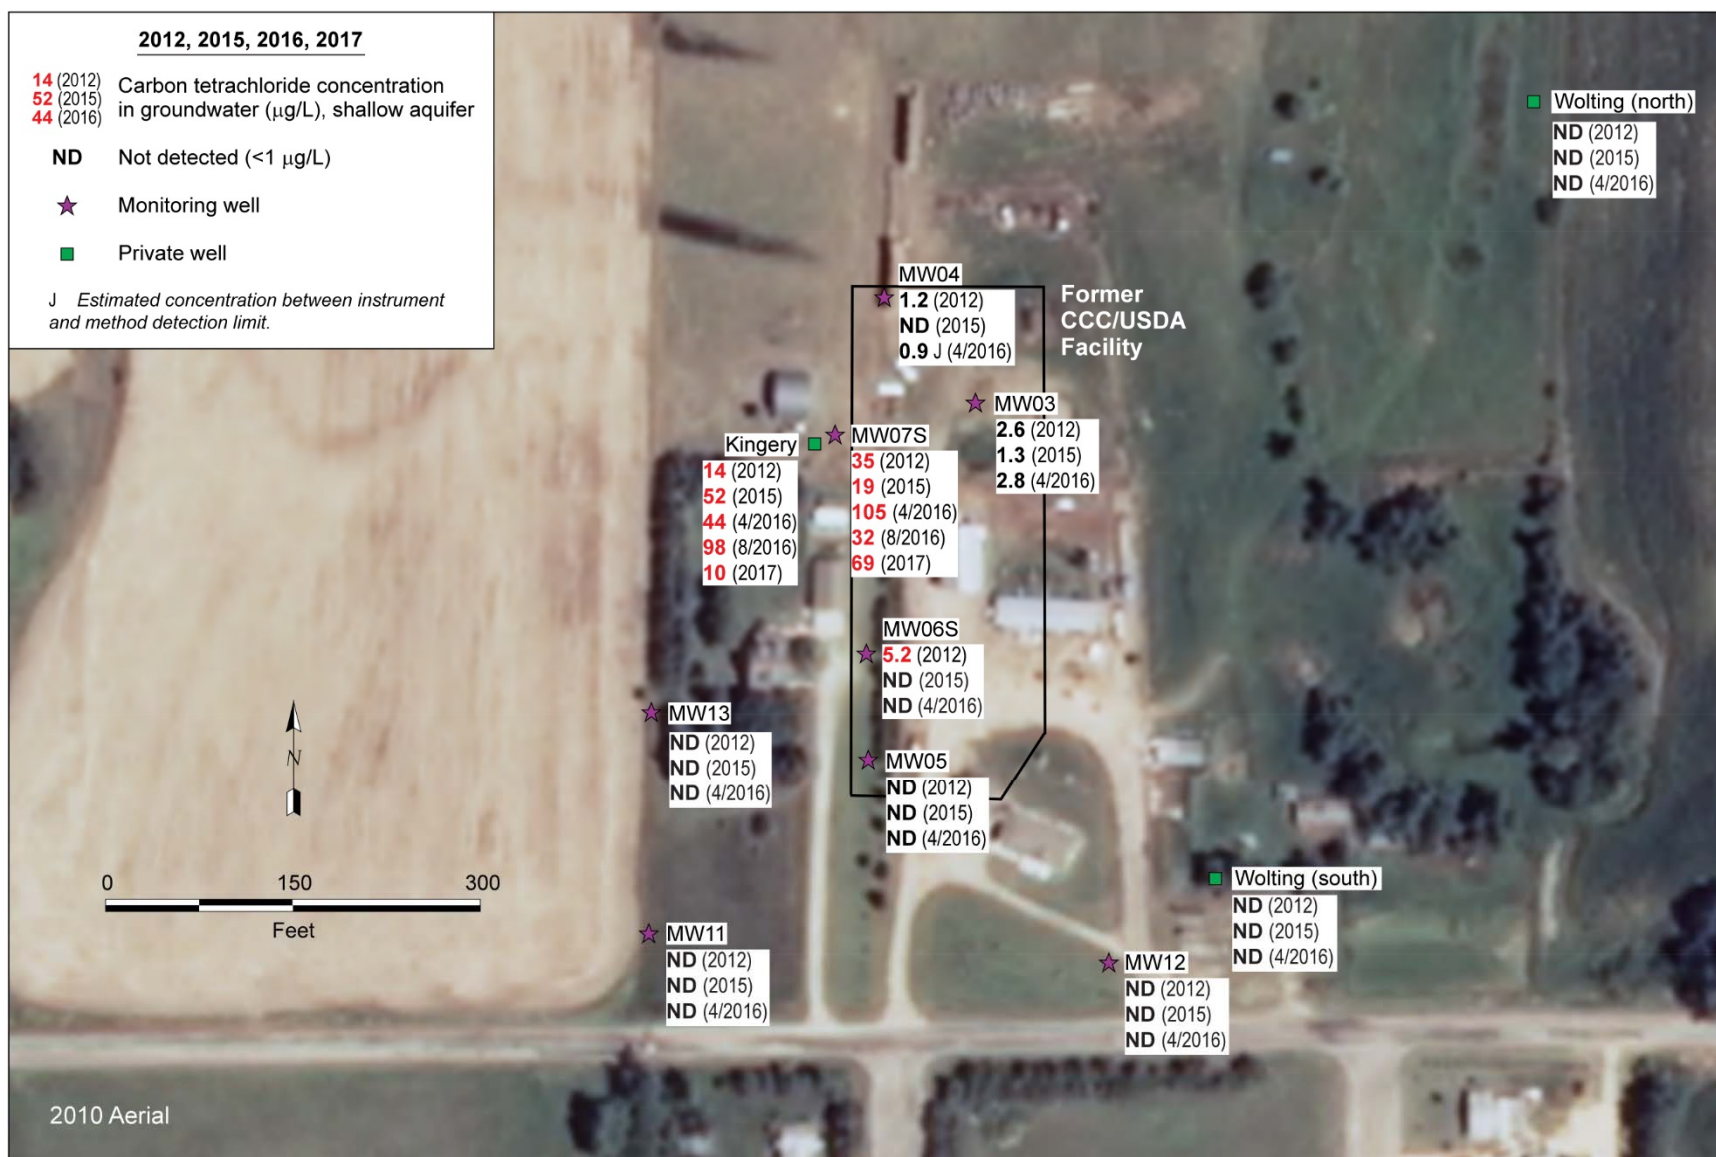 2012, 2015, 2016, 2017
14 (2012)
52 (2015)
44 (2016)
Carbon tetrachloride concentration
in groundwater (μg/L), shallow aquifer
ND Not detected (<1 μg/L)
Monitoring well
Private well
J Estimated concentration between instrument
and method detection limit.
Wolting (north)
ND (2012)
ND (2015)
ND (4/2016)
MW04
1.2 (2012)
ND (2015)
0.9 J (4/2016)
Former
CCC/USDA
Facility
MW03
2.6 (2012)
1.3 (2015)
2.8 (4/2016)
Kingery
14 (2012)
52 (2015)
44 (4/2016)
98 (8/2016)
10 (2017)
MW07S
35 (2012)
19 (2015)
105 (4/2016)
32 (8/2016)
69 (2017)
MW06S
5.2 (2012)
ND (2015)
ND (4/2016)
MW13
ND (2012)
ND (2015)
ND (4/2016)
N
MW05
ND (2012)
ND (2015)
ND (4/2016)
0 150 300
Feet
Wolting (south)
ND (2012)
ND (2015)
ND (4/2016)
MW11
ND (2012)
ND (2015)
ND (4/2016)
MW12
ND (2012)
ND (2015)
ND (4/2016)
2010 Aerial